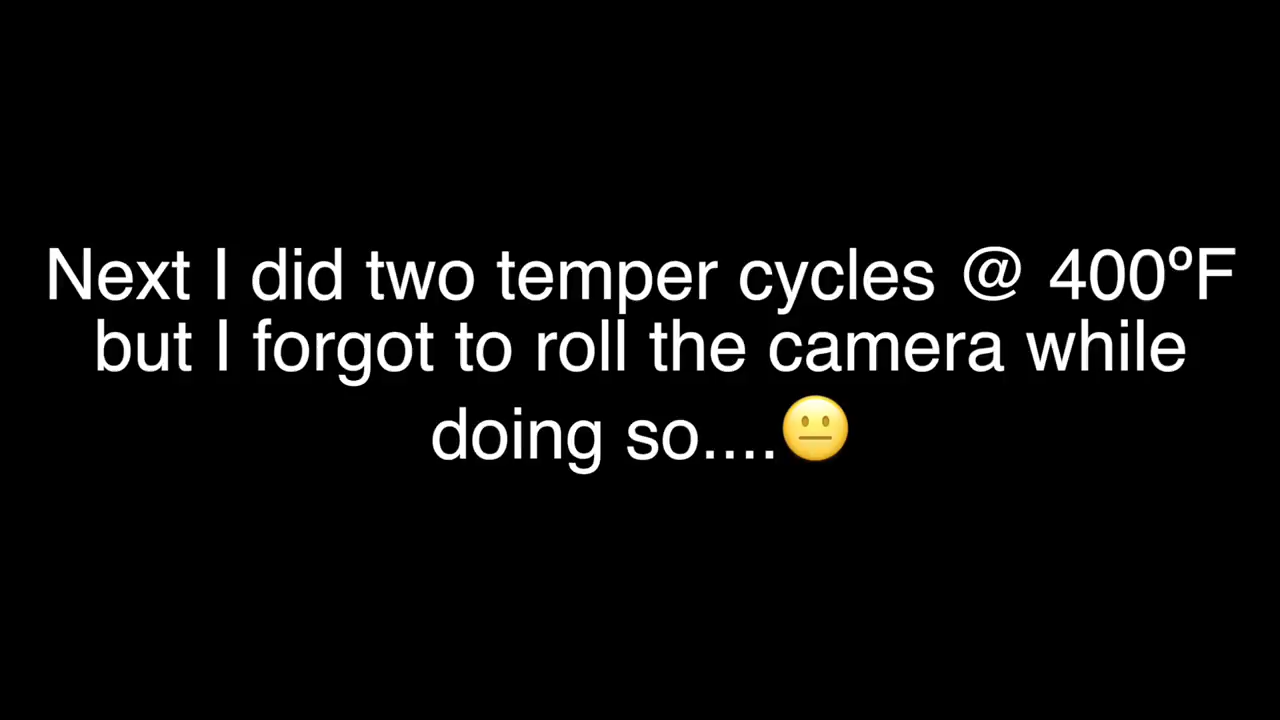 Next I did two temper cycles @ 400ºF
but I forgot to roll the camera while
doing so....😐